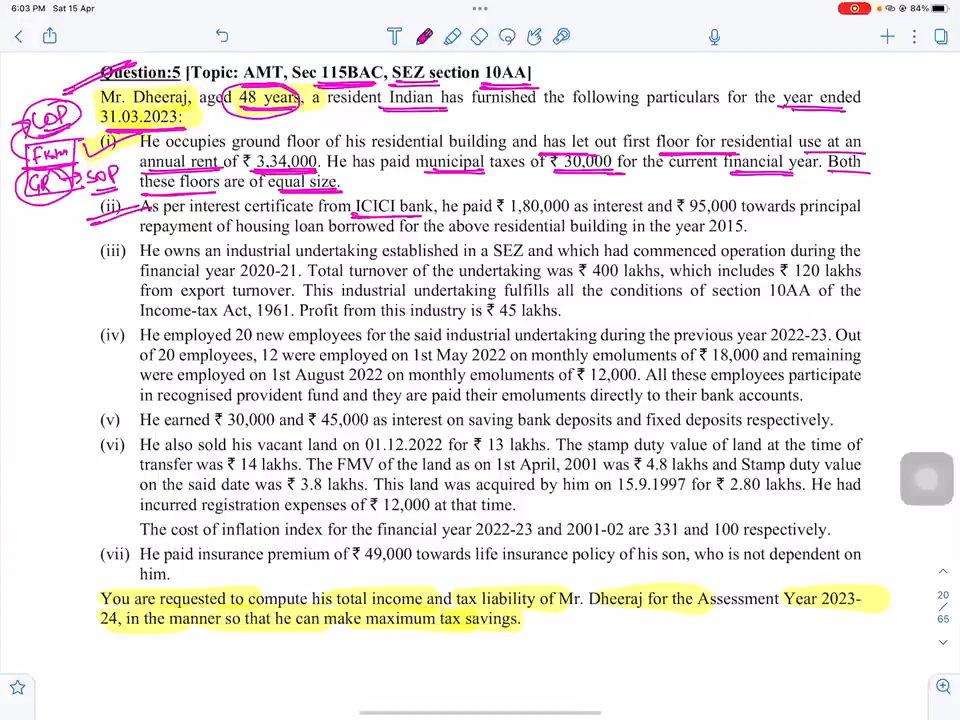 6:03 PM Sat 15 Apr
84%
Question:5 [Topic: AMT, Sec 115BAC, SEZ section 10AA]
Mr. Dheeraj, aged 48 years, a resident Indian has furnished the following particulars for the year ended
31.03.2023:
(i) He occupies ground floor of his residential building and has let out first floor for residential use at an
annual rent of ₹ 3,34,000. He has paid municipal taxes of ₹ 30,000 for the current financial year. Both
GR SOP
these floors are of equal size.
(ii) As per interest certificate from ICICI bank, he paid ₹ 1,80,000 as interest and ₹ 95,000 towards principal
repayment of housing loan borrowed for the above residential building in the year 2015.
(iii) He owns an industrial undertaking established in a SEZ and which had commenced operation during the
financial year 2020-21. Total turnover of the undertaking was ₹ 400 lakhs, which includes ₹ 120 lakhs
from export turnover. This industrial undertaking fulfills all the conditions of section 10AA of the
Income-tax Act, 1961. Profit from this industry is ₹ 45 lakhs.
(iv) He employed 20 new employees for the said industrial undertaking during the previous year 2022-23. Out
of 20 employees, 12 were employed on 1st May 2022 on monthly emoluments of ₹ 18,000 and remaining
were employed on 1st August 2022 on monthly emoluments of ₹ 12,000. All these employees participate
in recognised provident fund and they are paid their emoluments directly to their bank accounts.
(v) He earned ₹ 30,000 and ₹ 45,000 as interest on saving bank deposits and fixed deposits respectively.
(vi) He also sold his vacant land on 01.12.2022 for ₹ 13 lakhs. The stamp duty value of land at the time of
transfer was ₹ 14 lakhs. The FMV of the land as on 1st April, 2001 was ₹ 4.8 lakhs and Stamp duty value
on the said date was ₹ 3.8 lakhs. This land was acquired by him on 15.9.1997 for ₹ 2.80 lakhs. He had
incurred registration expenses of ₹ 12,000 at that time.
The cost of inflation index for the financial year 2022-23 and 2001-02 are 331 and 100 respectively.
(vii) He paid insurance premium of ₹ 49,000 towards life insurance policy of his son, who is not dependent on
him.
You are requested to compute his total income and tax liability of Mr. Dheeraj for the Assessment Year 2023-
24, in the manner so that he can make maximum tax savings.
20
/
65